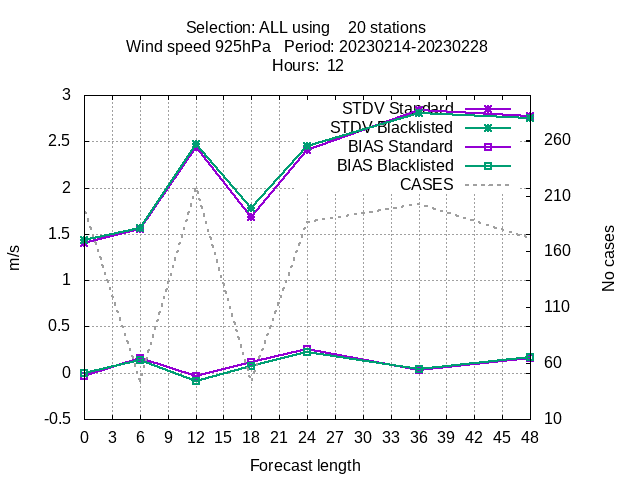 Selection: ALL using 20 stations
Wind speed 925hPa Period: 20230214-20230228
Hours: 12
3
2.5
2
1.5
1
0.5
0
-0.5
m/s
STDV Standard
STDV Blacklisted
BIAS Standard
BIAS Blacklisted
CASES
260
210
160
110
60
10
No cases
0 3 6 9 12 15 18 21 24 27 30 33 36 39 42 45 48
Forecast length